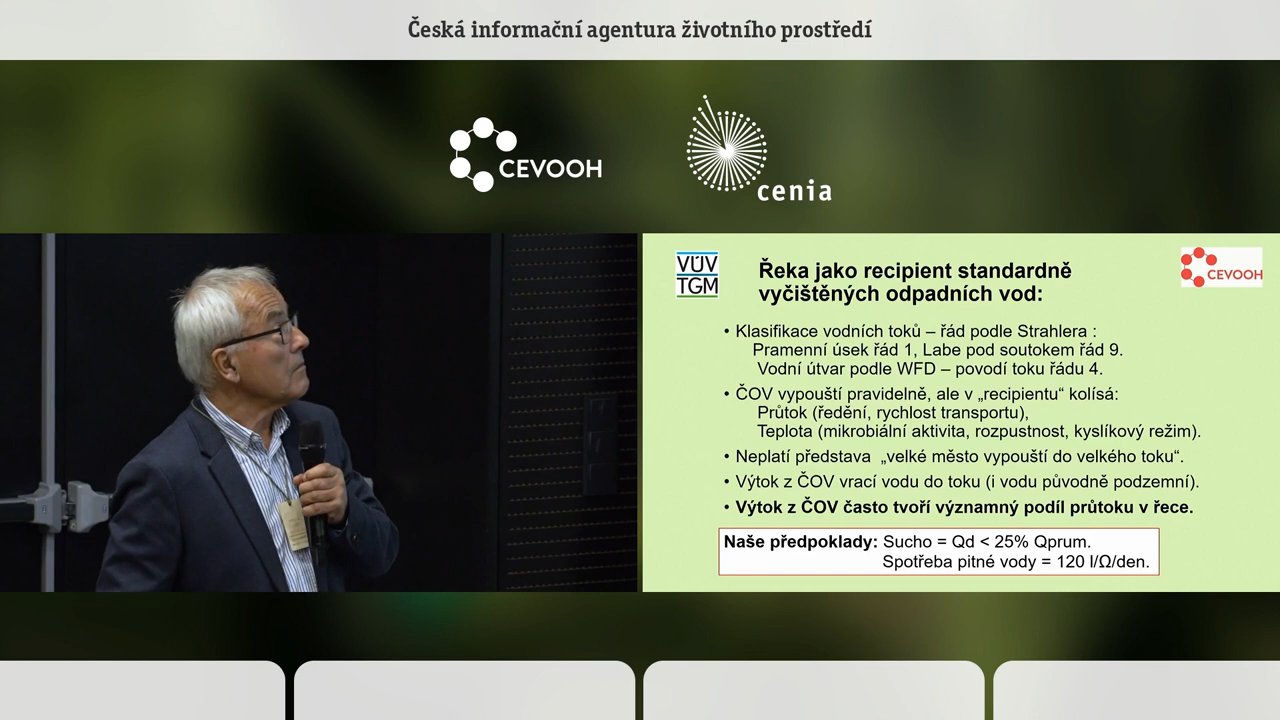 Česká informační agentura životního prostředí
CEVOOH
cenia
VÚV
TGM
CEVOOH
Řeka jako recipient standardně
vyčištěných odpadních vod:
• Klasifikace vodních toků – řád podle Strahlera :
Pramenní úsek řád 1, Labe pod soutokem řád 9.
Vodní útvar podle WFD – povodí toku řádu 4.
• ČOV vypouští pravidelně, ale v „recipientu“ kolísá:
Průtok (ředění, rychlost transportu),
Teplota (mikrobiální aktivita, rozpustnost, kyslíkový režim).
• Neplatí představa „velké město vypouští do velkého toku“.
• Výtok z ČOV vrací vodu do toku (i vodu původně podzemní).
• Výtok z ČOV často tvoří významný podíl průtoku v řece.
Naše předpoklady: Sucho = Qd < 25% Qprum.
Spotřeba pitné vody = 120 l/Ω/den.